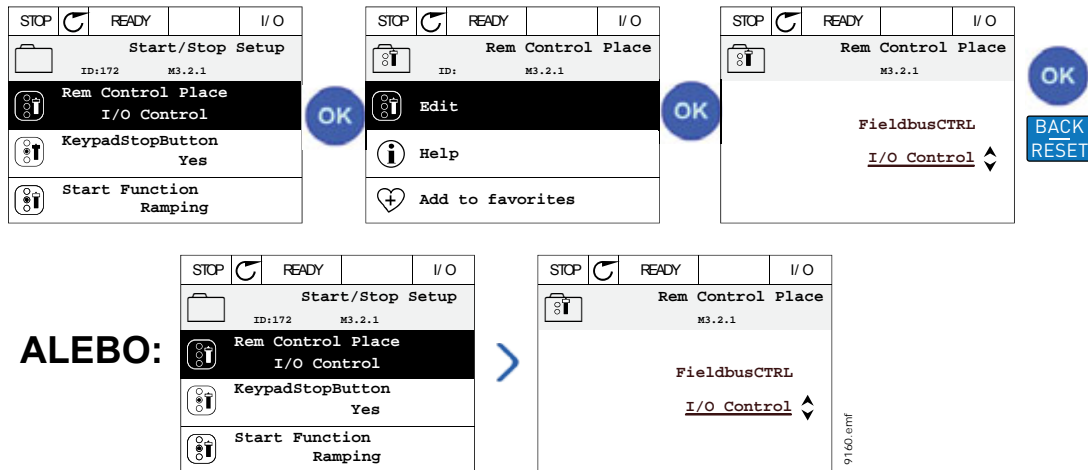 STOP READY I/O
Start/Stop Setup
ID:172 M3.2.1
Rem Control Place
I/O Control
KeypadStopButton
Yes
Start Function
Ramping
OK
STOP READY I/O
Rem Control Place
ID: M3.2.1
Edit
Help
Add to favorites
OK
STOP READY I/O
Rem Control Place
M3.2.1
FieldbusCTRL
I/O Control
OK
BACK
RESET
ALEBO:
STOP READY I/O
Start/Stop Setup
ID:172 M3.2.1
Rem Control Place
I/O Control
KeypadStopButton
Yes
Start Function
Ramping
STOP READY I/O
Rem Control Place
M3.2.1
FieldbusCTRL
I/O Control
9160.emf